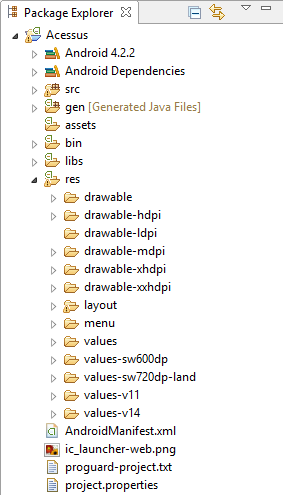 Package Explorer
Acessus
Android 4.2.2
Android Dependencies
src
gen [Generated Java Files]
assets
bin
libs
res
drawable
drawable-hdpi
drawable-ldpi
drawable-mdpi
drawable-xhdpi
drawable-xxhdpi
layout
menu
values
values-sw600dp
values-sw720dp-land
values-v11
values-v14
AndroidManifest.xml
ic_launcher-web.png
proguard-project.txt
project.properties